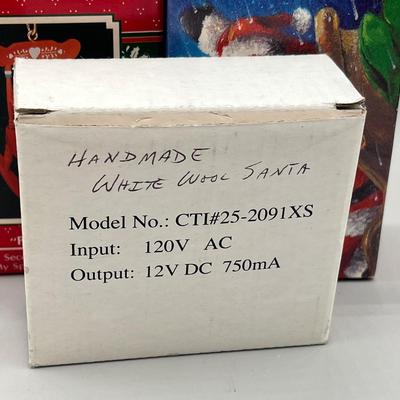 HANDMADE
WHITE WOOL SANTA
Model No.: CTI#25-2091XS
Input: 120V AC
Output: 12V DC 750mA